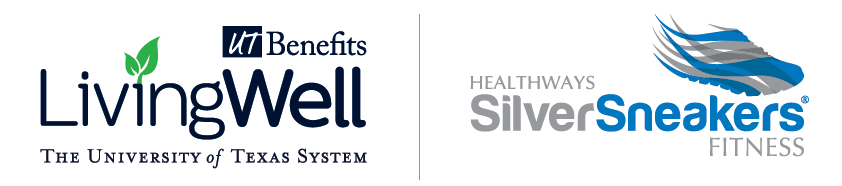 UT Benefits
LivingWell
THE UNIVERSITY of TEXAS SYSTEM
HEALTHWAYS
SilverSneakers®
FITNESS